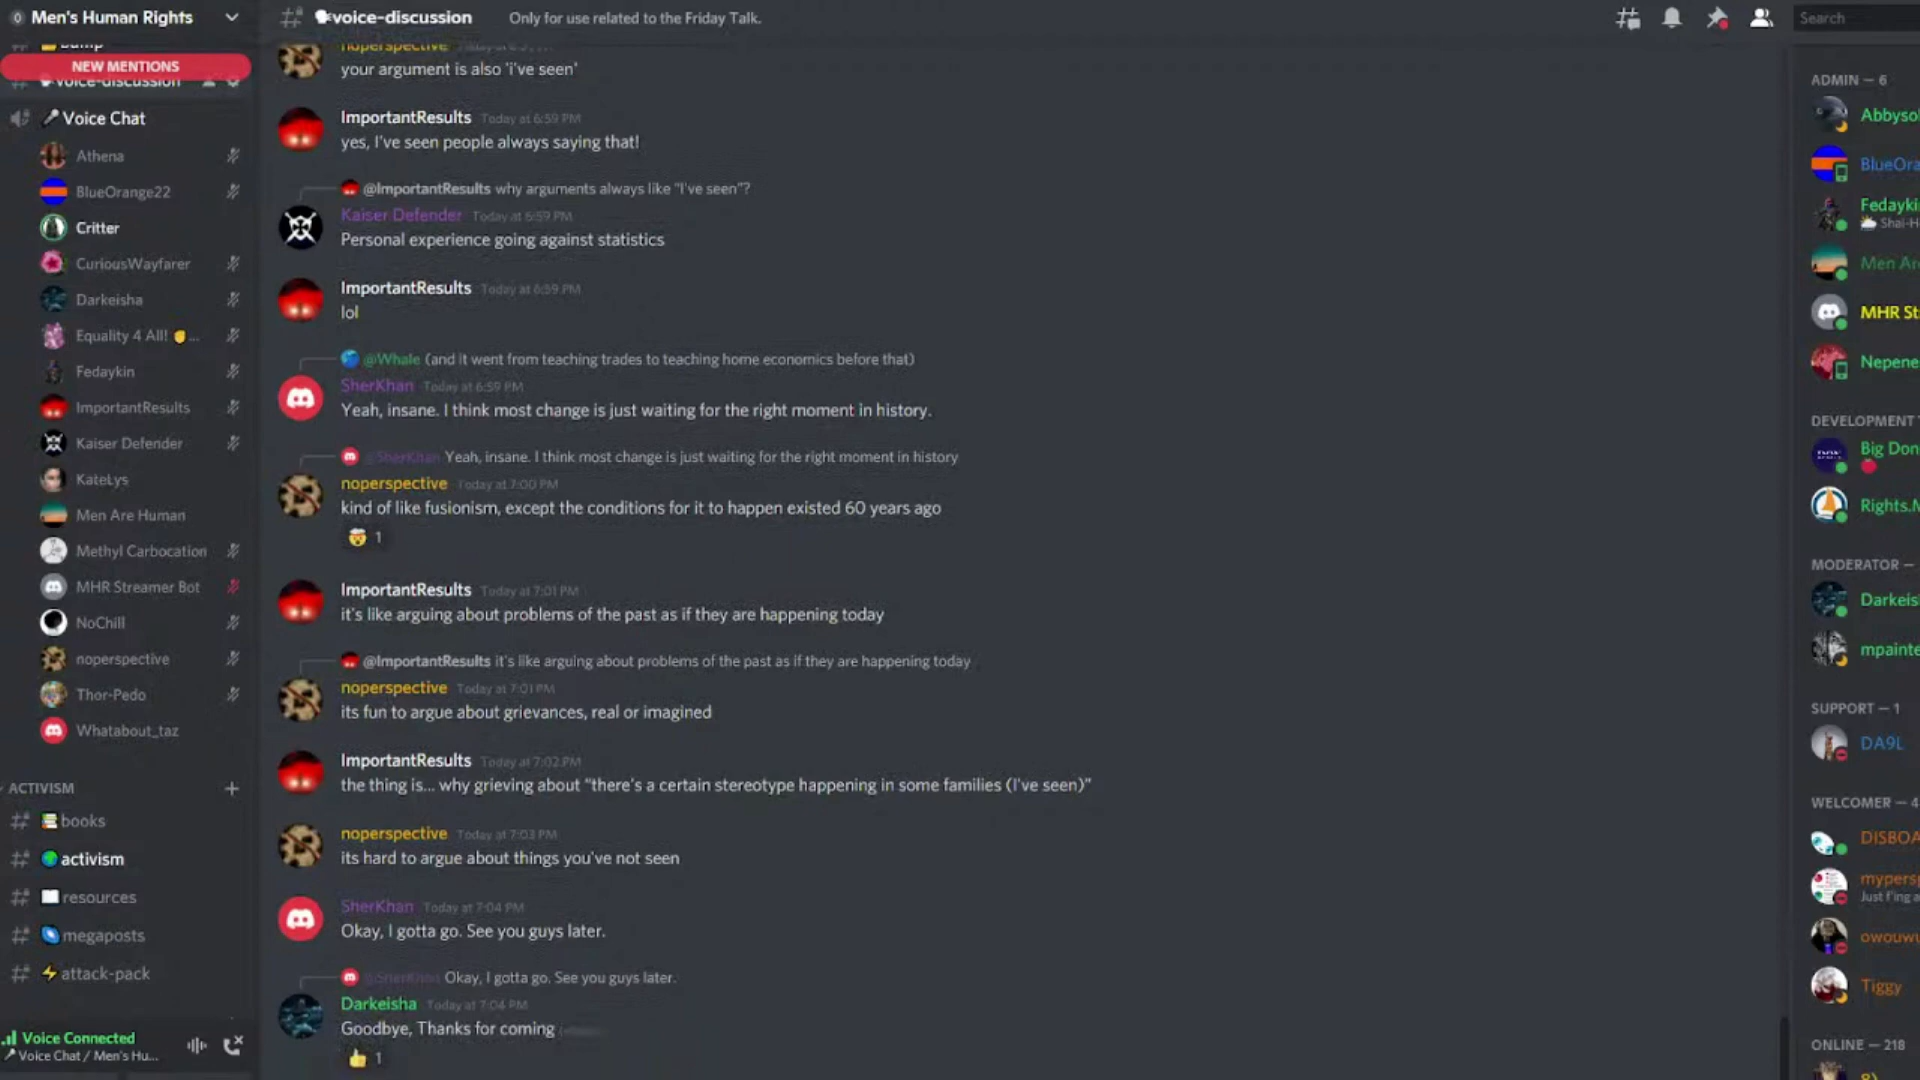 Men's Human Rights
NEW MENTIONS
voice-discussion
Voice Chat
Athena
BlueOrange22
Critter
CuriousWayfarer
Darkeisha
Equality 4 All! ...
Fedaykin
ImportantResults
Kaiser Defender
KateLys
Men Are Human
Methyl Carbocation
MHR Streamer Bot
NoChill
noperspective
Thor-Pedo
Whatabout_taz
ACTIVISM
books
activism
resources
megaposts
attack-pack
Voice Connected
Voice Chat / Men's Hu...
voice-discussion Only for use related to the Friday Talk.
noperspective
your argument is also 'i've seen'
ImportantResults Today at 6:59 PM
yes, I've seen people always saying that!
@ImportantResults why arguments always like "I've seen"?
Kaiser Defender Today at 6:59 PM
Personal experience going against statistics
ImportantResults Today at 6:59 PM
lol
@Whale (and it went from teaching trades to teaching home economics before that)
SherKhan Today at 6:59 PM
Yeah, insane. I think most change is just waiting for the right moment in history.
@SherKhan Yeah, insane. I think most change is just waiting for the right moment in history
noperspective Today at 7:00 PM
kind of like fusionism, except the conditions for it to happen existed 60 years ago
1
ImportantResults Today at 7:01 PM
it's like arguing about problems of the past as if they are happening today
@ImportantResults it's like arguing about problems of the past as if they are happening today
noperspective Today at 7:01 PM
its fun to argue about grievances, real or imagined
ImportantResults Today at 7:02 PM
the thing is... why grieving about "there's a certain stereotype happening in some families (I've seen)"
noperspective Today at 7:03 PM
its hard to argue about things you've not seen
SherKhan Today at 7:04 PM
Okay, I gotta go. See you guys later.
@SherKhan Okay, I gotta go. See you guys later.
Darkeisha Today at 7:04 PM
Goodbye, Thanks for coming
1
Search
ADMIN — 6
Abbysol
BlueOra
Fedayki
Shai-H
Men Are
MHR St
Nepene
DEVELOPMENT
Big Don
Rights.M
MODERATOR —
Darkeis
mpainte
SUPPORT — 1
DA9L
WELCOMER — 4
DISBOA
mypersp
Just f'ing a
owouwu
Tiggy
ONLINE — 218